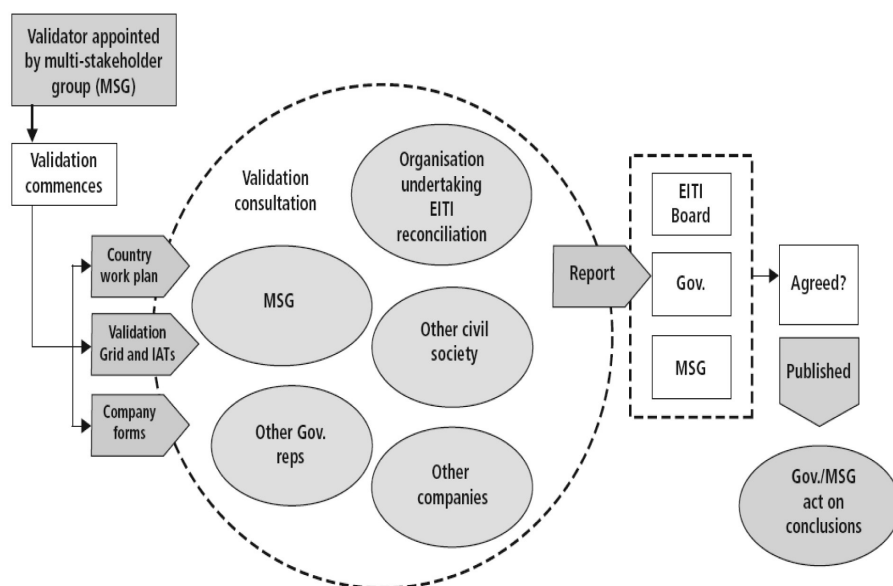 Validator appointed
by multi-stakeholder
group (MSG)
Validation
commences
Country
work plan
Validation
Grid and IATs
Company
forms
Validation
consultation
Organisation
undertaking
EITI
reconciliation
MSG
Other civil
society
Other Gov.
reps
Other
companies
Report
EITI
Board
Gov.
MSG
Agreed?
Published
Gov./MSG
act on
conclusions